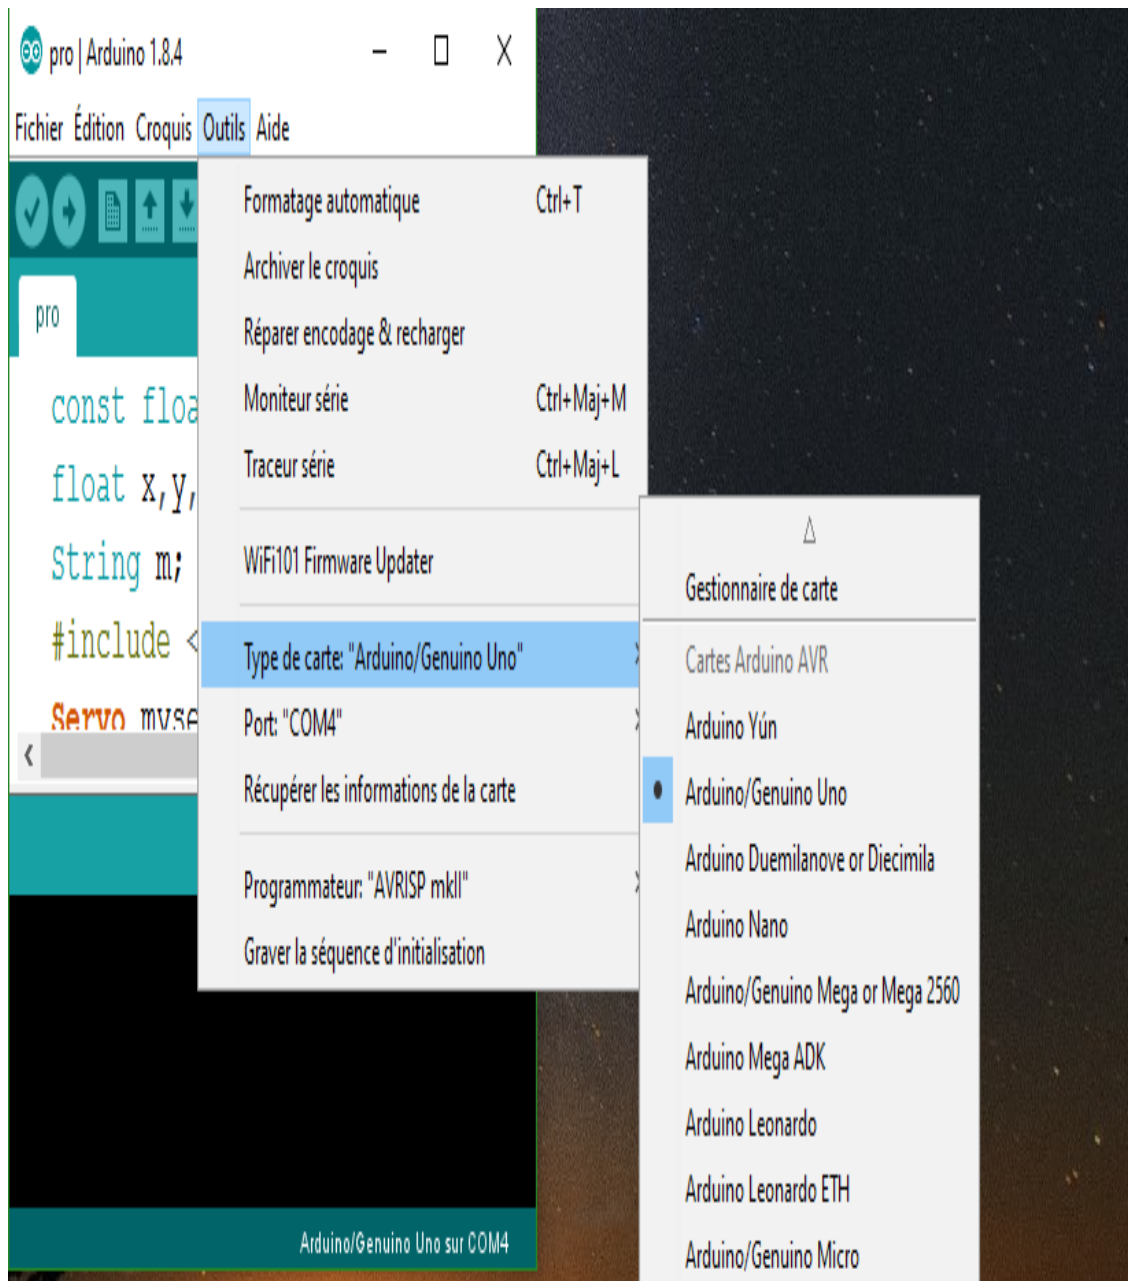 pro | Arduino 1.8.4
Fichier Édition Croquis Outils Aide
Formatage automatique Ctrl+T
Archiver le croquis
Réparer encodage & recharger
Moniteur série Ctrl+Maj+M
Traceur série Ctrl+Maj+L
WiFi101 Firmware Updater
Type de carte: "Arduino/Genuino Uno"
Port: "COM4"
Récupérer les informations de la carte
Programmateur: "AVRISP mkII"
Graver la séquence d'initialisation
pro
const floa
float x,y,
String m;
#include <
Servo myse
Gestionnaire de carte
Cartes Arduino AVR
Arduino Yún
Arduino/Genuino Uno
Arduino Duemilanove or Diecimila
Arduino Nano
Arduino/Genuino Mega or Mega 2560
Arduino Mega ADK
Arduino Leonardo
Arduino Leonardo ETH
Arduino/Genuino Micro
Arduino/Genuino Uno sur COM4